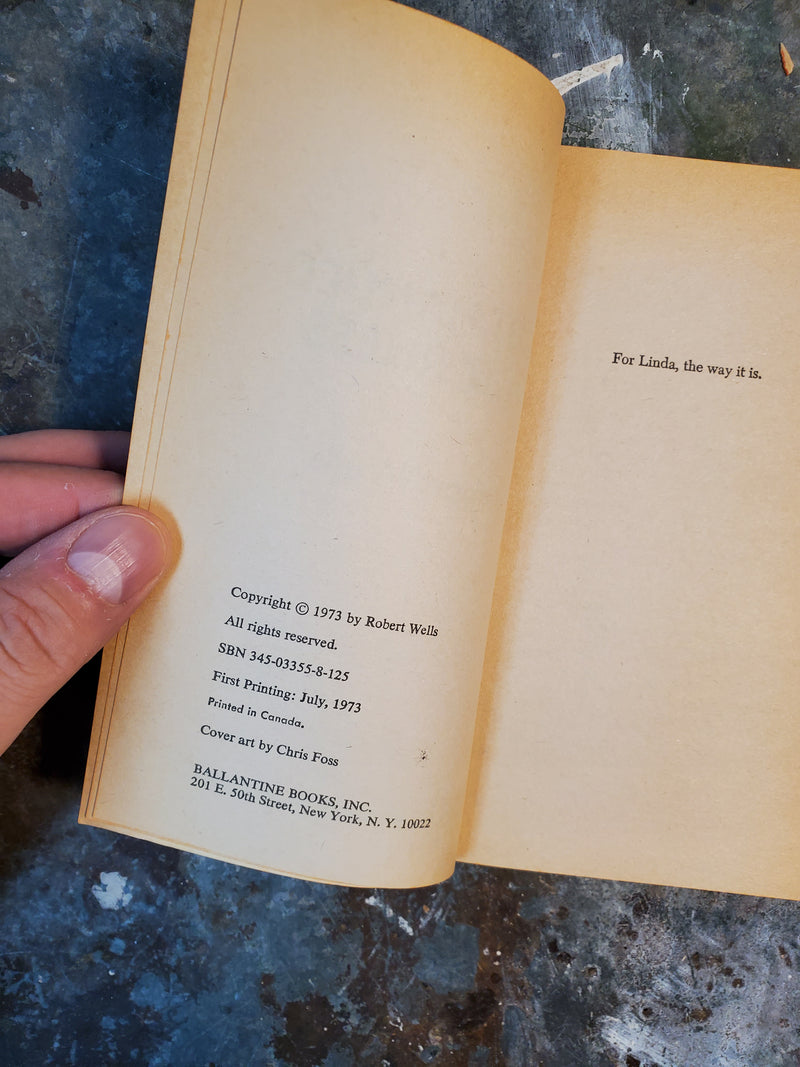 Copyright © 1973 by Robert Wells
All rights reserved.
SBN 345-03355-8-125
First Printing: July, 1973
Printed in Canada.
Cover art by Chris Foss
BALLANTINE BOOKS, INC.
201 E. 50th Street, New York, N. Y. 10022
For Linda, the way it is.